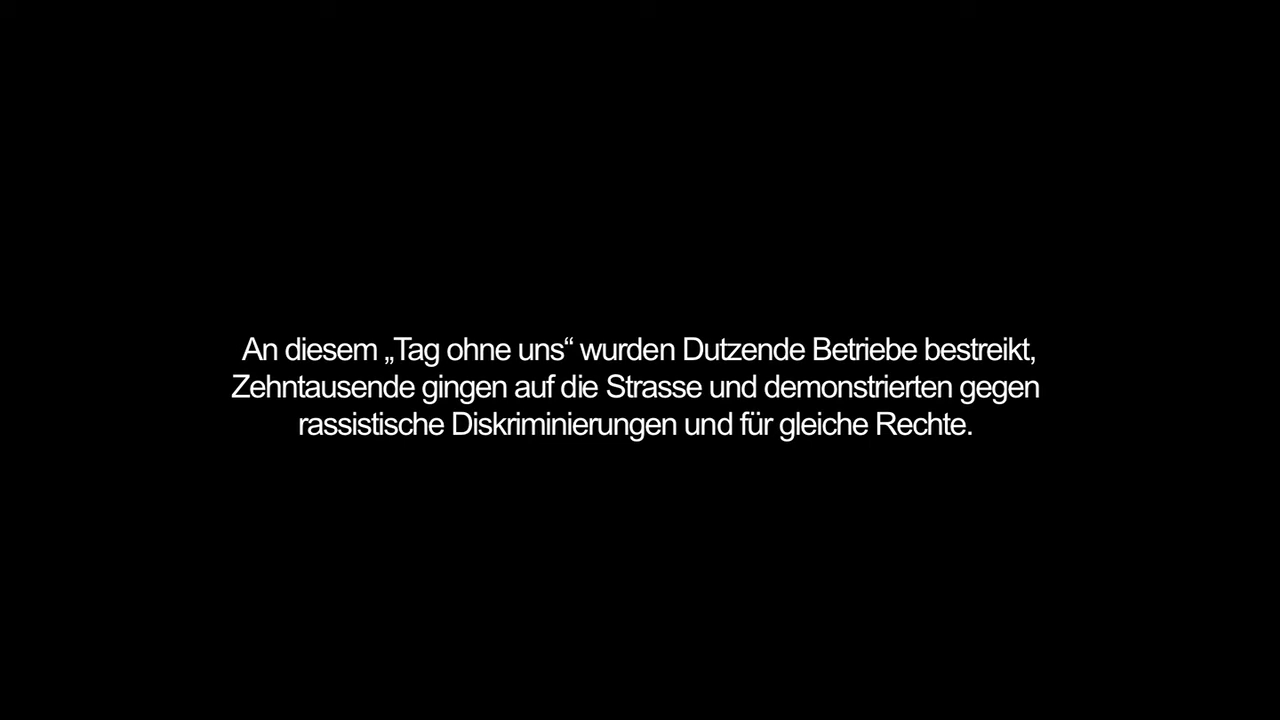 An diesem „Tag ohne uns“ wurden Dutzende Betriebe bestreikt,
Zehntausende gingen auf die Strasse und demonstrierten gegen
rassistische Diskriminierungen und für gleiche Rechte.